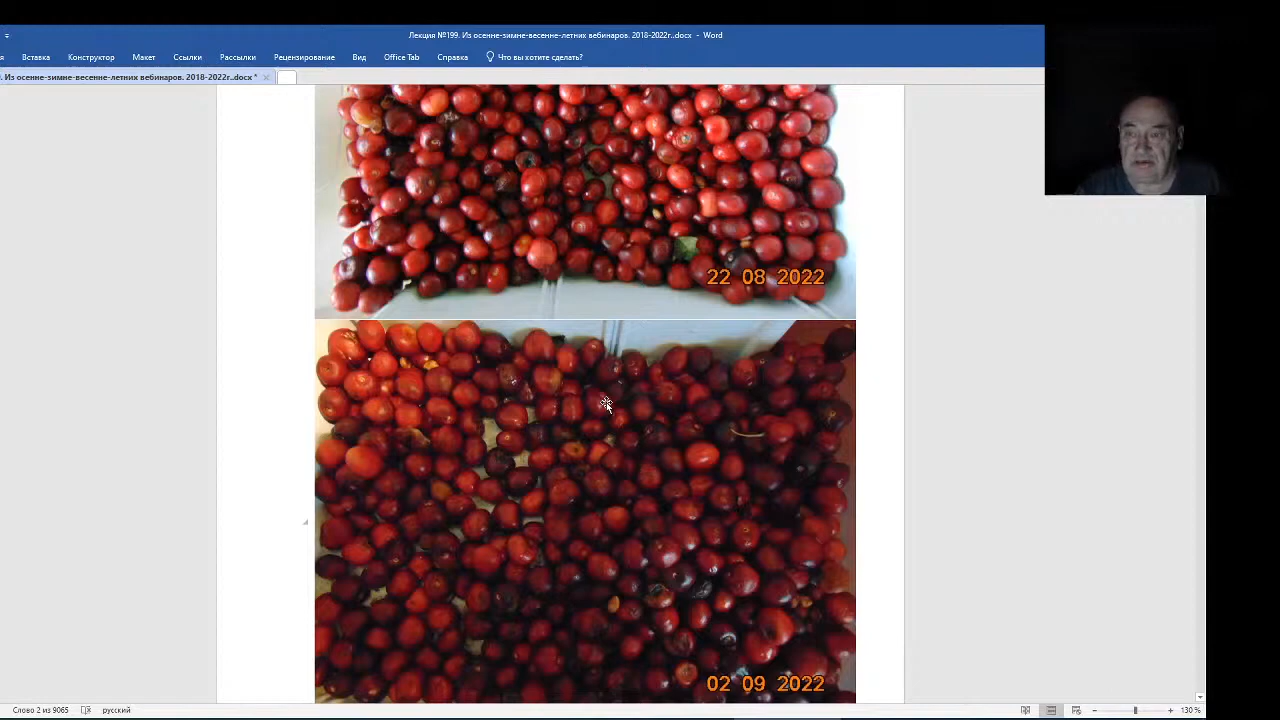 Лекция №199. Из осенне-зимне-весенне-летних вебинаров. 2018-2022г..docx - Word
Вставка Конструктор Макет Ссылки Рассылки Рецензирование Вид Office Tab Справка Что вы хотите сделать?
. Из осенне-зимне-весенне-летних вебинаров. 2018-2022г..docx *
22 08 2022
02 09 2022
Слово 2 из 9065 русский 130 %